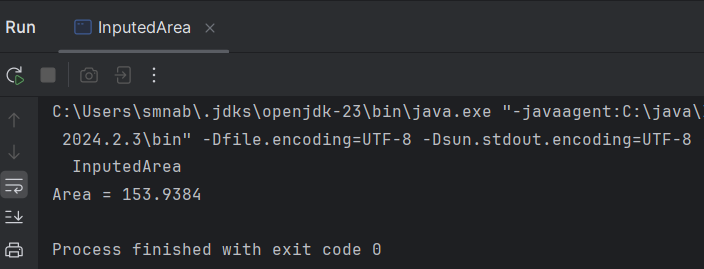 Run InputedArea
C:\Users\smnab\.jdks\openjdk-23\bin\java.exe "-javaagent:C:\java\
2024.2.3\bin" -Dfile.encoding=UTF-8 -Dsun.stdout.encoding=UTF-8
InputedArea
Area = 153.9384
Process finished with exit code 0